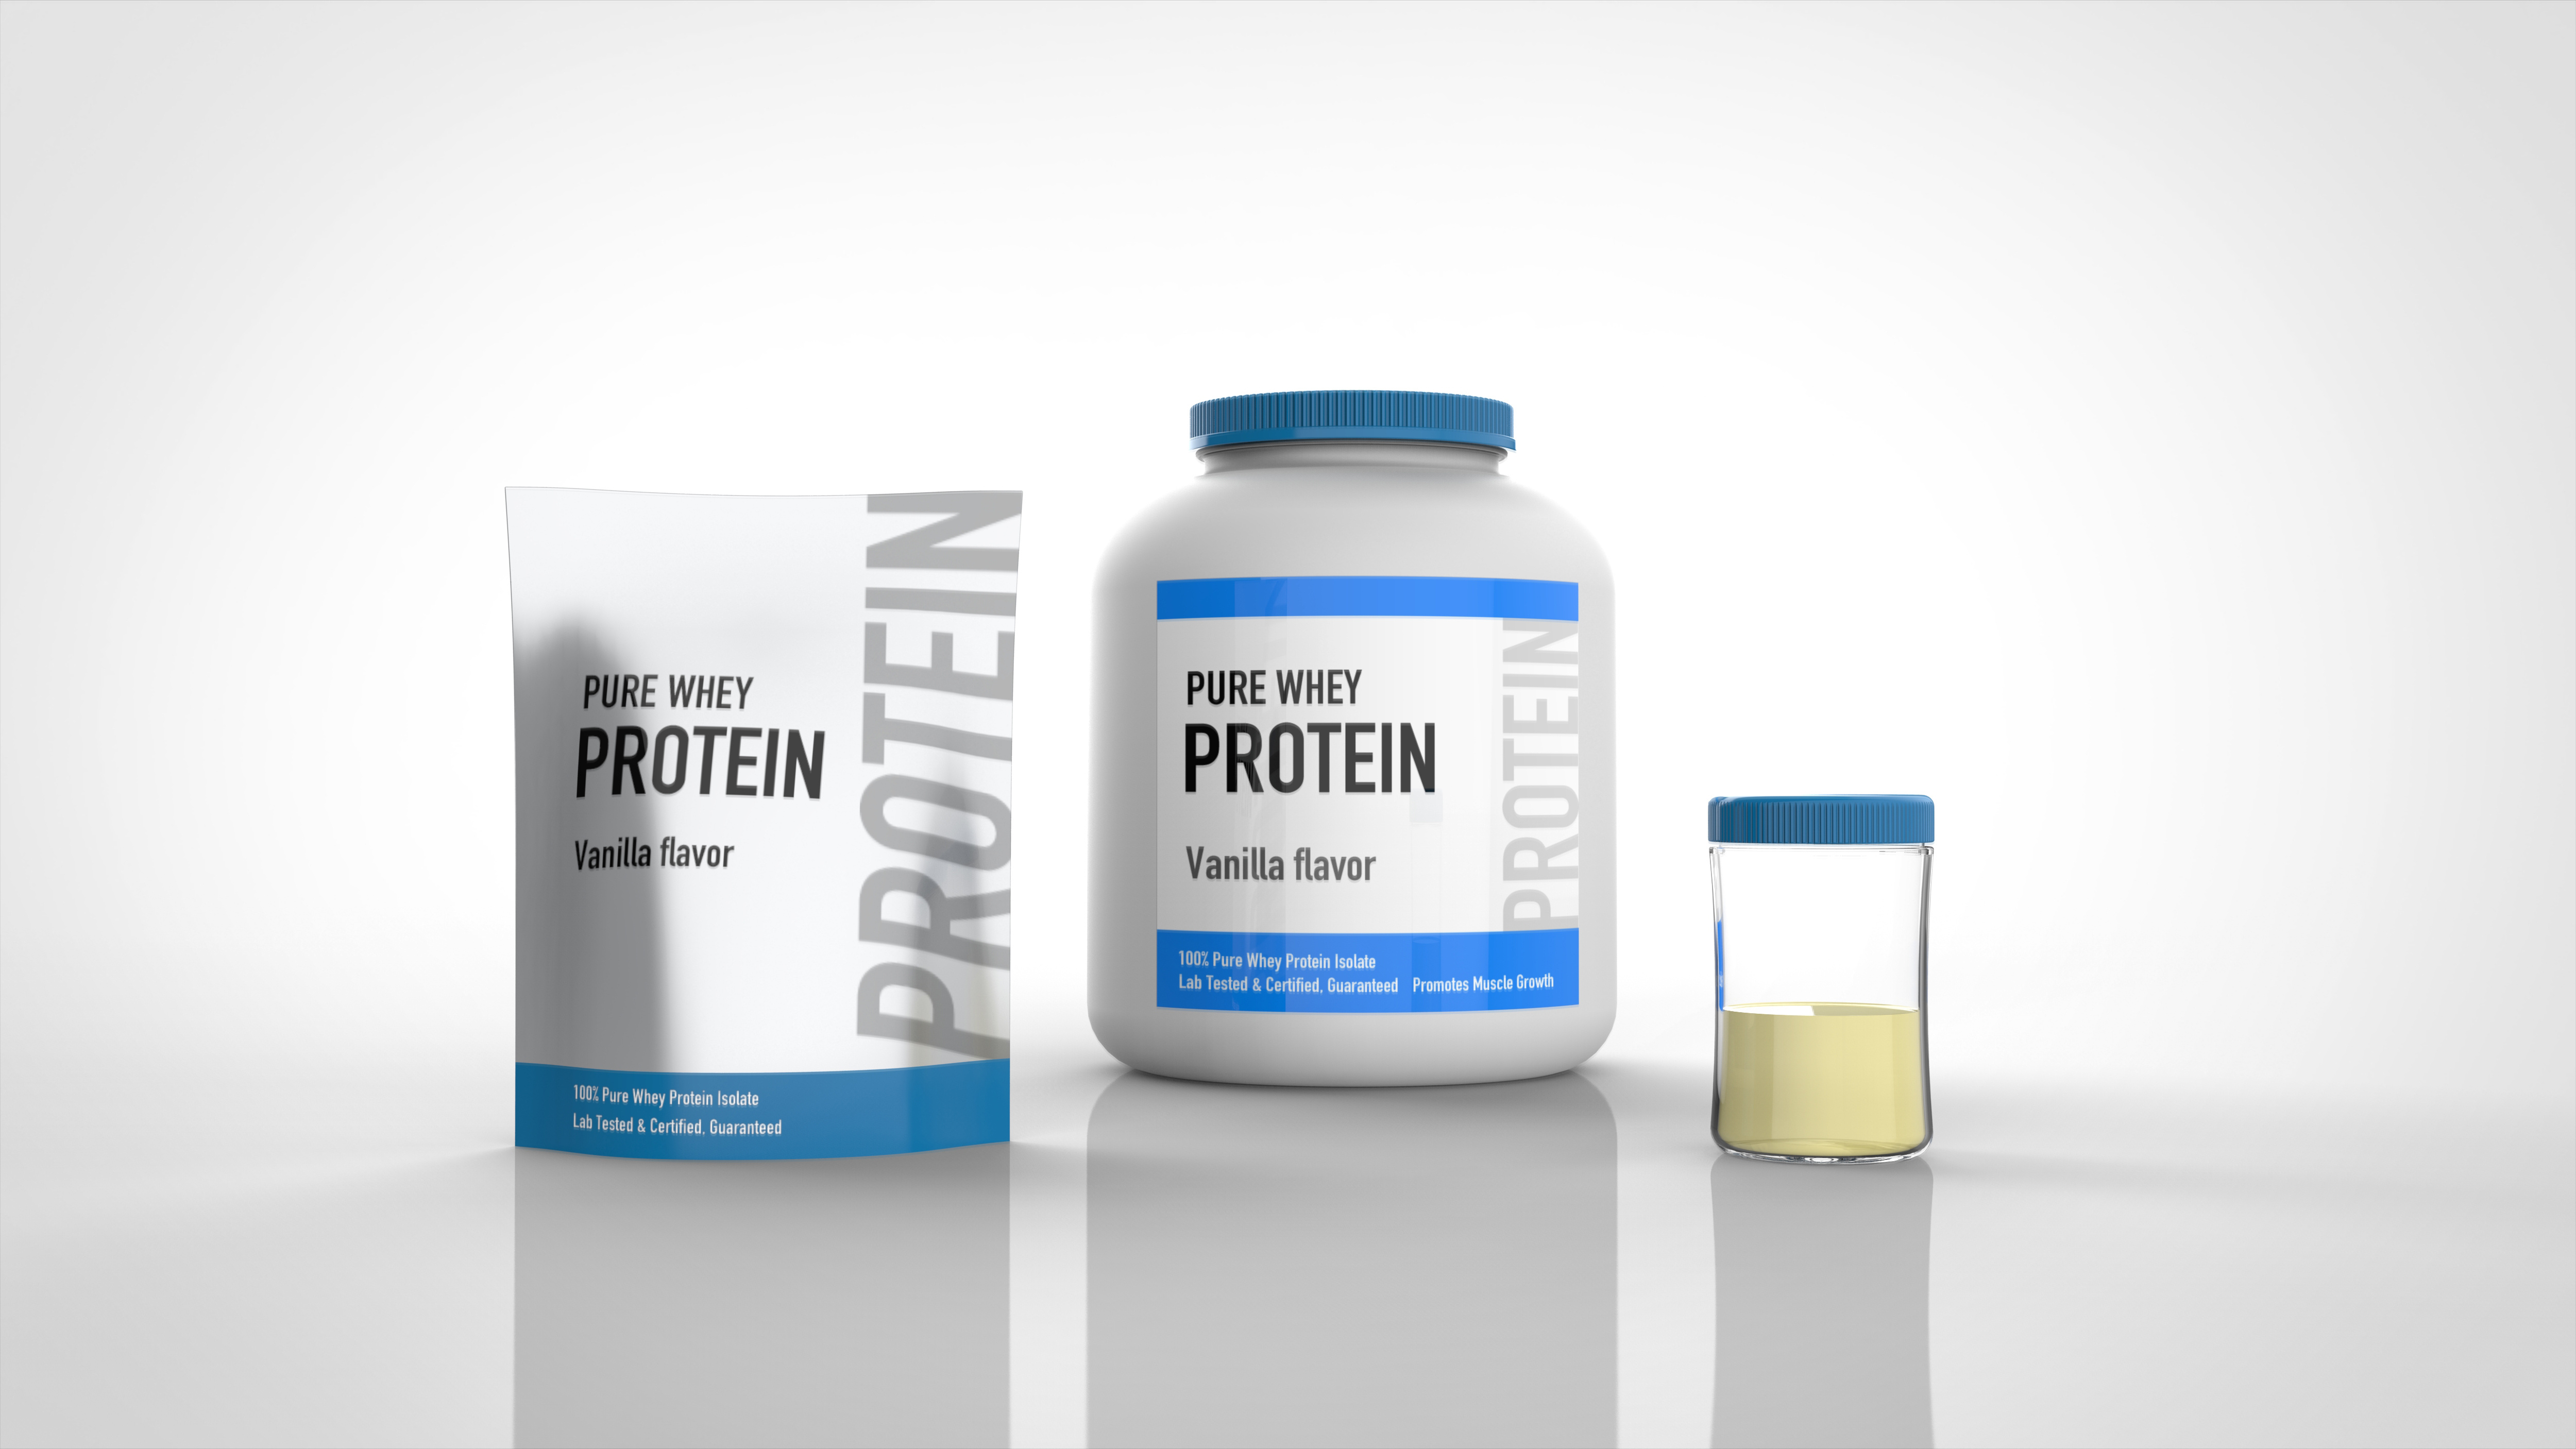 PURE WHEY
PROTEIN
Vanilla flavor
PROTEIN
100% Pure Whey Protein Isolate
Lab Tested & Certified, Guaranteed
PURE WHEY
PROTEIN
Vanilla flavor
PROTEIN
100% Pure Whey Protein Isolate
Lab Tested & Certified, Guaranteed Promotes Muscle Growth